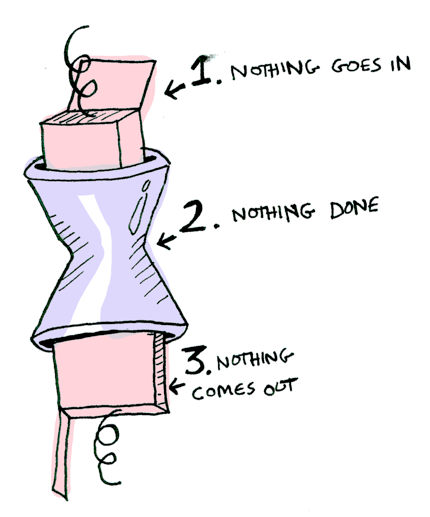 1. NOTHING GOES IN
2. NOTHING DONE
3. NOTHING
COMES OUT